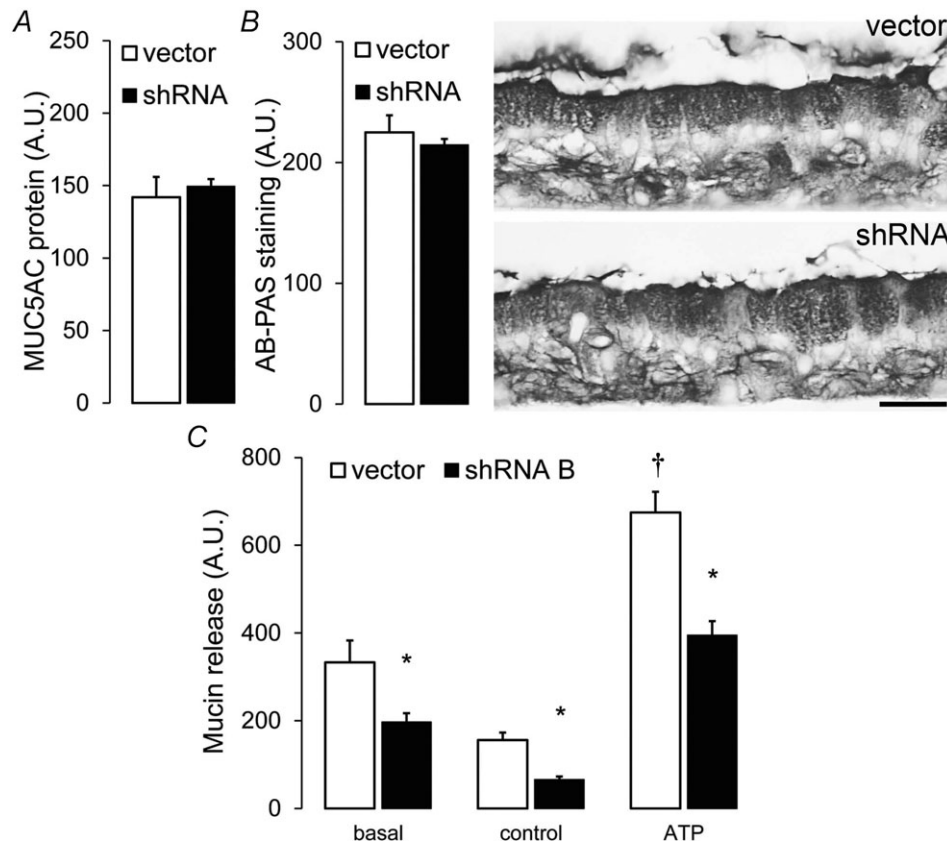 A
MUC5AC protein (A.U.)
250
200
150
100
50
0
vector
shRNA
B
AB-PAS staining (A.U.)
300
200
100
0
vector
shRNA
vector
shRNA
C
Mucin release (A.U.)
800
600
400
200
0
vector shRNA B
*
*
†
*
basal control ATP